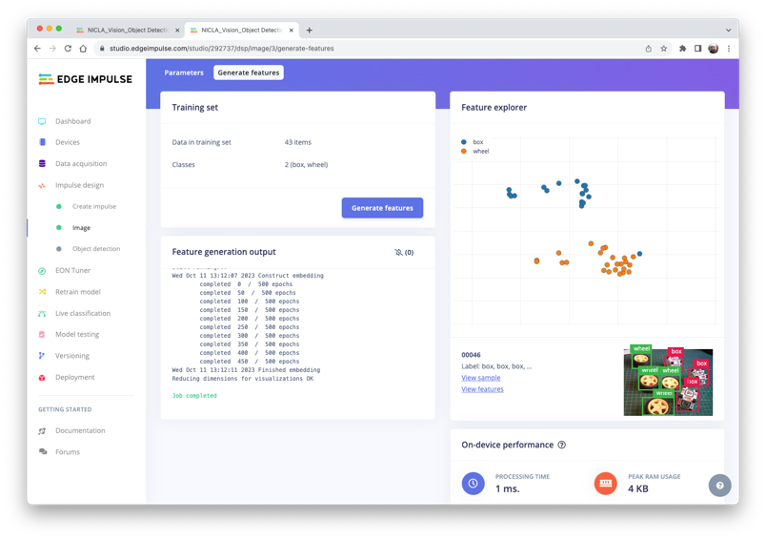 NICLA_Vision_Object Detecti
NICLA_Vision_Object Detecti
studio.edgeimpulse.com/studio/292737/dsp/image/3/generate-features
EDGE IMPULSE
Dashboard
Devices
Data acquisition
Impulse design
Create impulse
Image
Object detection
EON Tuner
Retrain model
Live classification
Model testing
Versioning
Deployment
GETTING STARTED
Documentation
Forums
Parameters
Generate features
Training set
Data in training set 43 items
Classes 2 (box, wheel)
Generate features
Feature generation output
(0)
Wed Oct 11 13:12:07 2023 Construct embedding
completed 0 / 500 epochs
completed 50 / 500 epochs
completed 100 / 500 epochs
completed 150 / 500 epochs
completed 200 / 500 epochs
completed 250 / 500 epochs
completed 300 / 500 epochs
completed 350 / 500 epochs
completed 400 / 500 epochs
completed 450 / 500 epochs
Wed Oct 11 13:12:11 2023 Finished embedding
Reducing dimensions for visualizations OK
Job completed
Feature explorer
box
wheel
00046
Label: box, box, box, ...
View sample
View features
wheel
box
box
wheel
wheel
box
wheel
On-device performance
PROCESSING TIME
1 ms.
PEAK RAM USAGE
4 KB